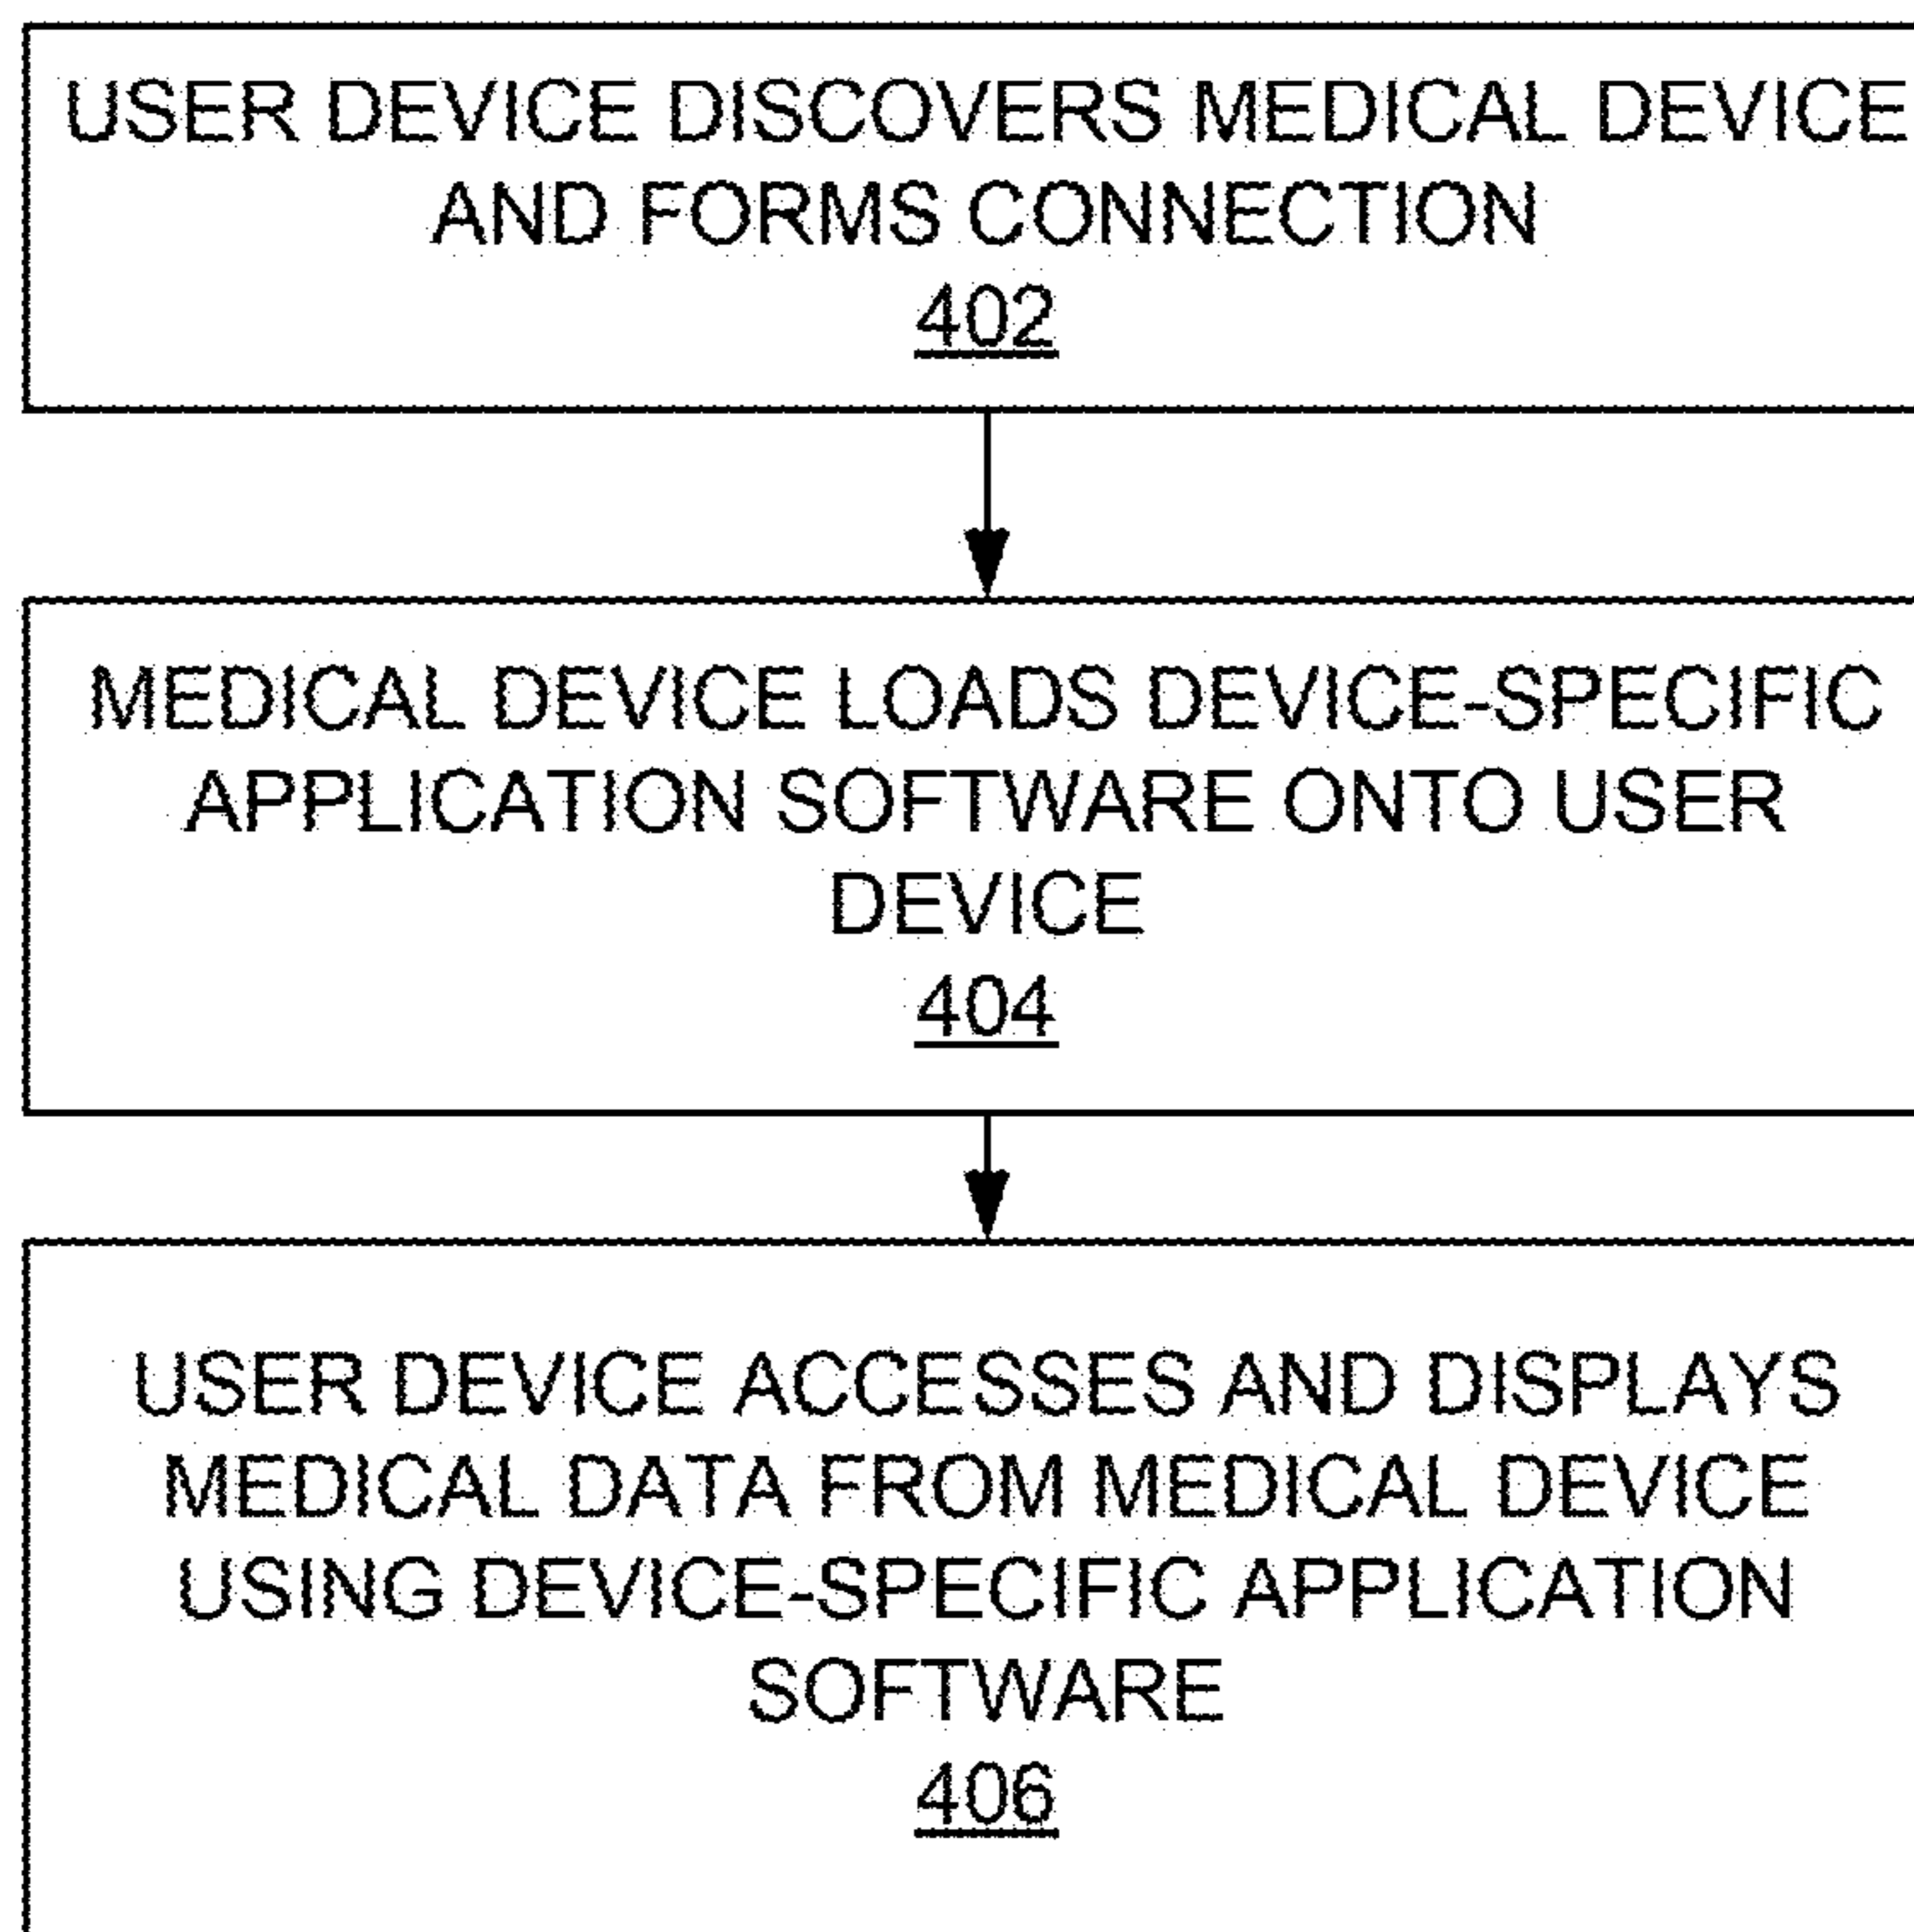 USER DEVICE DISCOVERS MEDICAL DEVICE
AND FORMS CONNECTION
402
MEDICAL DEVICE LOADS DEVICE-SPECIFIC
APPLICATION SOFTWARE ONTO USER
DEVICE
404
USER DEVICE ACCESSES AND DISPLAYS
MEDICAL DATA FROM MEDICAL DEVICE
USING DEVICE-SPECIFIC APPLICATION
SOFTWARE
406